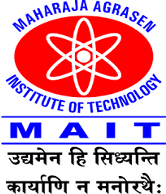 MAHARAJA AGRASEN
INSTITUTE OF TECHNOLOGY
MAIT
उद्यमेन हि सिध्यन्ति
कार्याणि न मनोरथैः